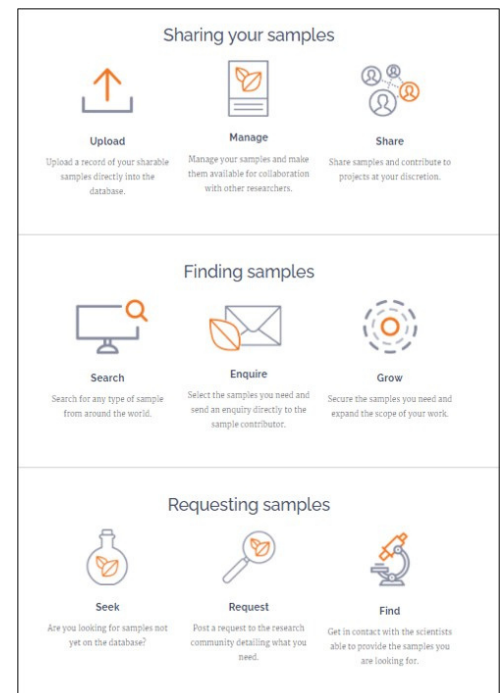 Sharing your samples
Upload
Upload a record of your sharable
samples directly into the
database.
Manage
Manage your samples and make
them available for collaboration
with other researchers.
Share
Share samples and contribute to
projects at your discretion.
Finding samples
Search
Search for any type of sample
from around the world.
Enquire
Select the samples you need and
send an enquiry directly to the
sample contributor.
Grow
Secure the samples you need and
expand the scope of your work.
Requesting samples
Seek
Are you looking for samples not
yet on the database?
Request
Post a request to the research
community detailing what you
need.
Find
Get in contact with the scientists
able to provide the samples you
are looking for.